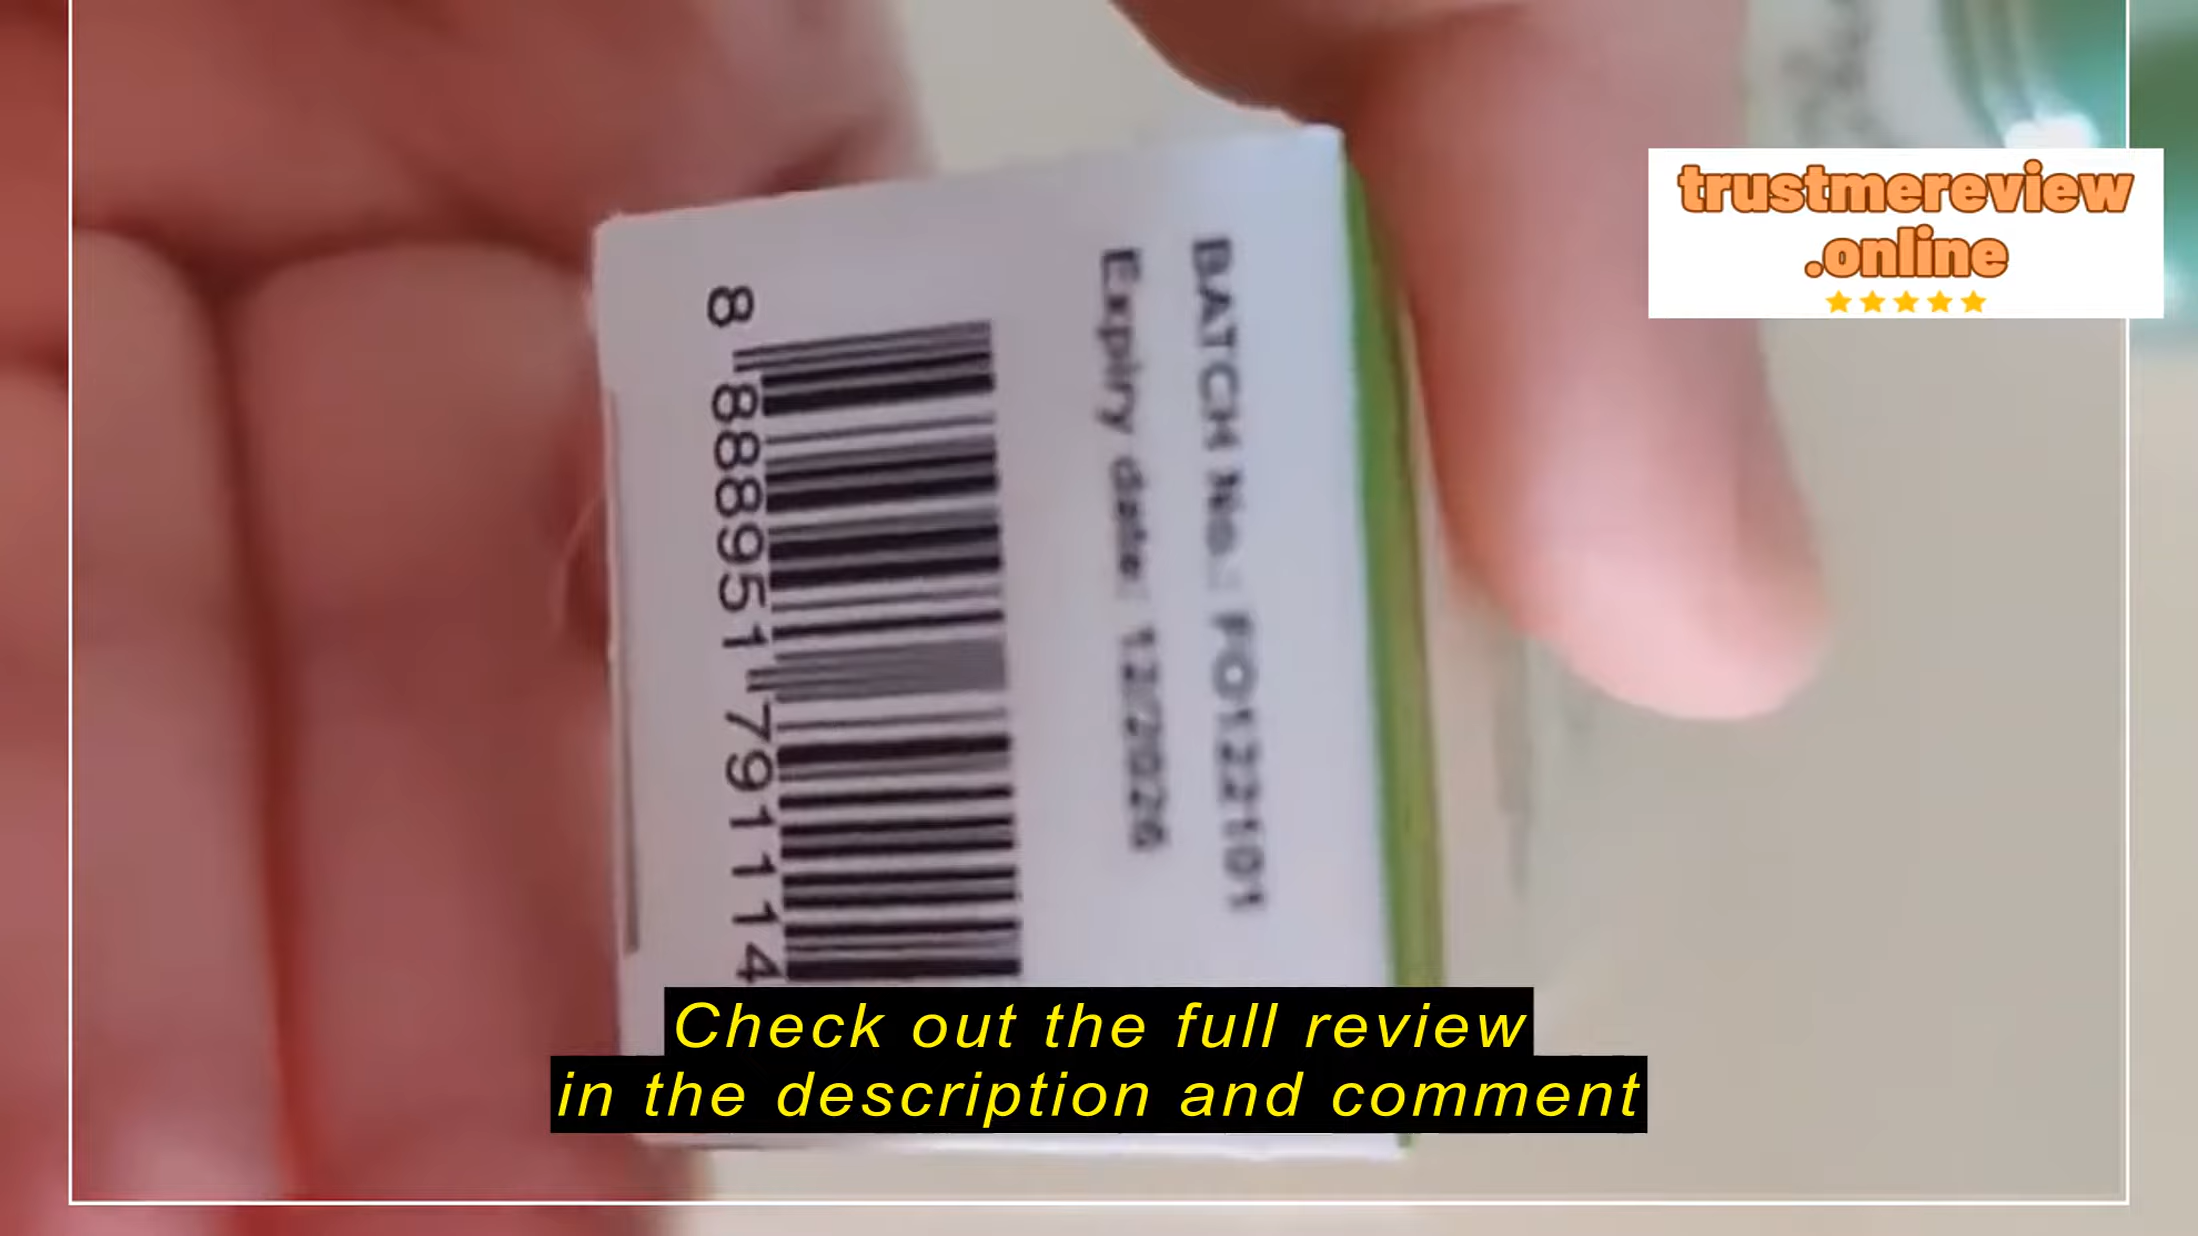 trustmereview
.online
BATCH No.: FO122101
Expiry date: 12/2026
8 888951 791114
Check out the full review
in the description and comment